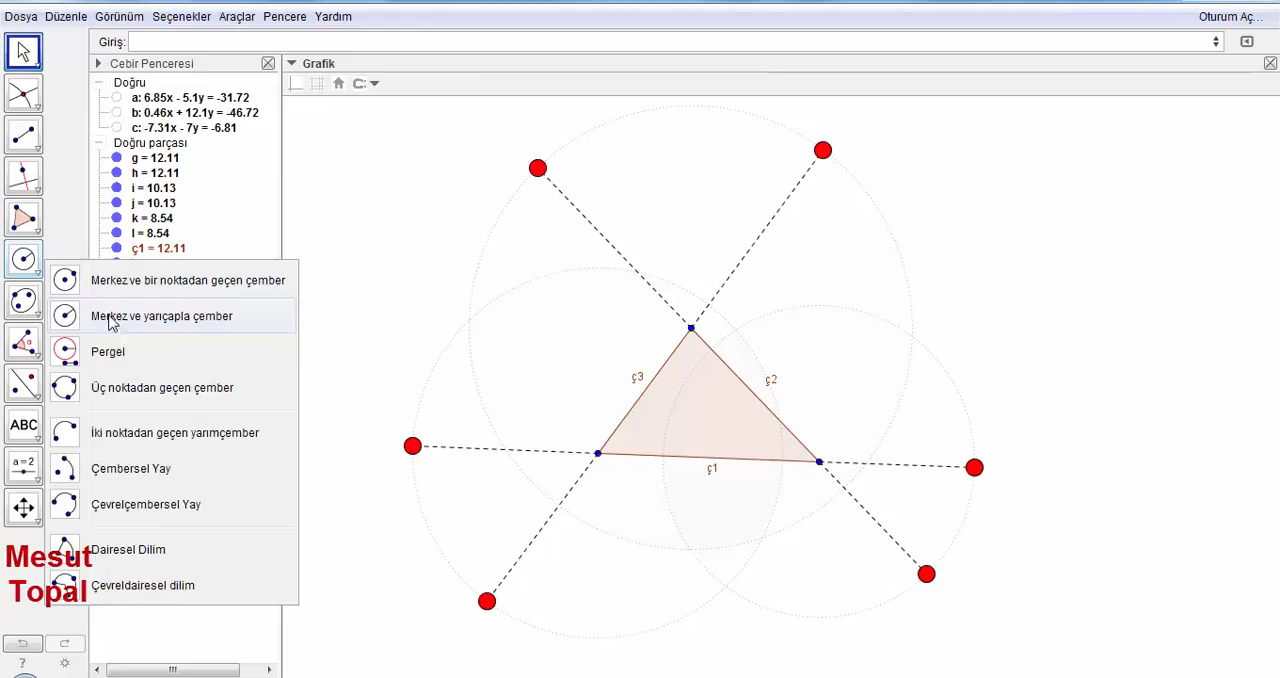 Dosya Düzenle Görünüm Seçenekler Araçlar Pencere Yardım Oturum Aç...
Giriş:
Cebir Penceresi
Grafik
Doğru
a: 6.85x - 5.1y = -31.72
b: 0.46x + 12.1y = -46.72
c: -7.31x - 7y = -6.81
Doğru parçası
g = 12.11
h = 12.11
i = 10.13
j = 10.13
k = 8.54
l = 8.54
ç1 = 12.11
Merkez ve bir noktadan geçen çember
Merkez ve yarıçapla çember
Pergel
Üç noktadan geçen çember
İki noktadan geçen yarımçember
Çembersel Yay
Çevrelçembersel Yay
Dairesel Dilim
Çevreldairesel dilim
ABC
a = 2
Mesut
Topal
ç3
ç2
ç1